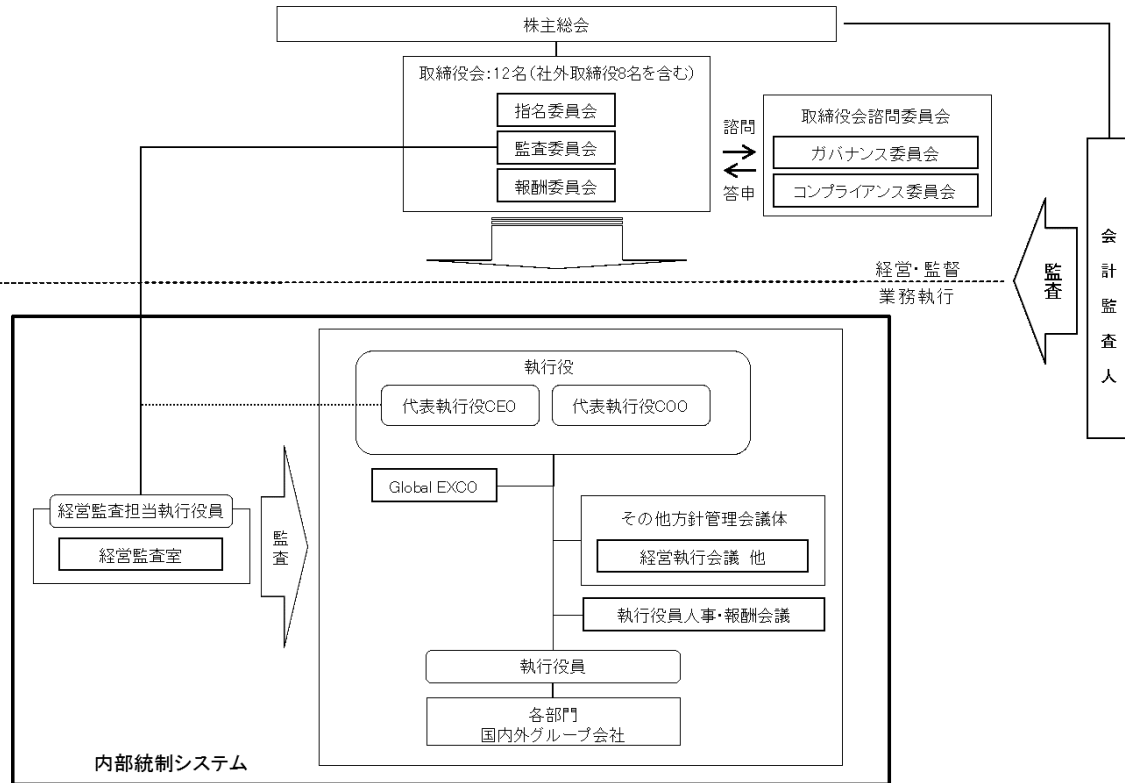 株主総会
取締役会:12名(社外取締役8名を含む)
指名委員会
監査委員会
報酬委員会
諮問
答申
取締役会諮問委員会
ガバナンス委員会
コンプライアンス委員会
会計監査人
監査
経営・監督
業務執行
執行役
代表執行役CEO
代表執行役COO
Global EXCO
その他方針管理会議体
経営執行会議 他
執行役員人事・報酬会議
経営監査担当執行役員
経営監査室
監査
執行役員
各部門
国内外グループ会社
内部統制システム